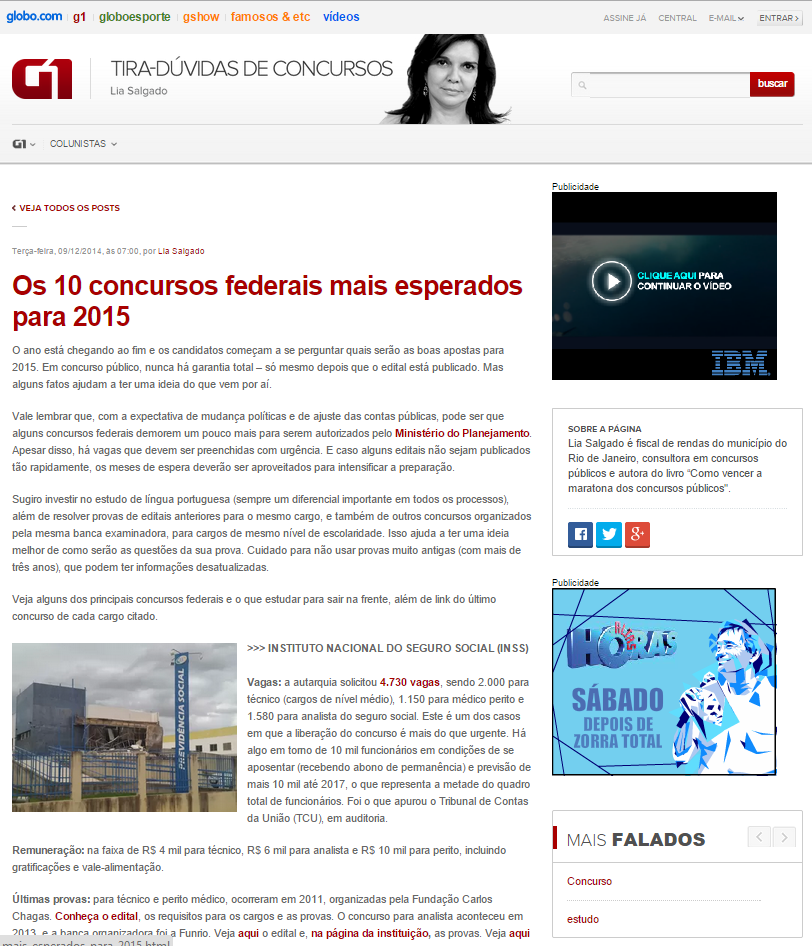 globo.com g1 globoesporte gshow famosos & etc vídeos ASSINE JÁ CENTRAL E-MAIL ENTRAR
G1 TIRA-DÚVIDAS DE CONCURSOS
Lia Salgado
buscar
G1 COLUNISTAS
VEJA TODOS OS POSTS
Terça-feira, 09/12/2014, às 07:00, por Lia Salgado
Os 10 concursos federais mais esperados
para 2015
O ano está chegando ao fim e os candidatos começam a se perguntar quais serão as boas apostas para
2015. Em concurso público, nunca há garantia total – só mesmo depois que o edital está publicado. Mas
alguns fatos ajudam a ter uma ideia do que vem por aí.
Vale lembrar que, com a expectativa de mudança políticas e de ajuste das contas públicas, pode ser que
alguns concursos federais demorem um pouco mais para serem autorizados pelo Ministério do Planejamento.
Apesar disso, há vagas que devem ser preenchidas com urgência. E caso alguns editais não sejam publicados
tão rapidamente, os meses de espera deverão ser aproveitados para intensificar a preparação.
Sugiro investir no estudo de língua portuguesa (sempre um diferencial importante em todos os processos),
além de resolver provas de editais anteriores para o mesmo cargo, e também de outros concursos organizados
pela mesma banca examinadora, para cargos de mesmo nível de escolaridade. Isso ajuda a ter uma ideia
melhor de como serão as questões da sua prova. Cuidado para não usar provas muito antigas (com mais de
três anos), que podem ter informações desatualizadas.
Veja alguns dos principais concursos federais e o que estudar para sair na frente, além de link do último
concurso de cada cargo citado.
PREVIDÊNCIA SOCIAL
>>> INSTITUTO NACIONAL DO SEGURO SOCIAL (INSS)
Vagas: a autarquia solicitou 4.730 vagas, sendo 2.000 para
técnico (cargos de nível médio), 1.150 para médico perito e
1.580 para analista do seguro social. Este é um dos casos
em que a liberação do concurso é mais do que urgente. Há
algo em torno de 10 mil funcionários em condições de se
aposentar (recebendo abono de permanência) e previsão de
mais 10 mil até 2017, o que representa a metade do quadro
total de funcionários. Foi o que apurou o Tribunal de Contas
da União (TCU), em auditoria.
Remuneração: na faixa de R$ 4 mil para técnico, R$ 6 mil para analista e R$ 10 mil para perito, incluindo
gratificações e vale-alimentação.
Últimas provas: para técnico e perito médico, ocorreram em 2011, organizadas pela Fundação Carlos
Chagas. Conheça o edital, os requisitos para os cargos e as provas. O concurso para analista aconteceu em
2013, e a banca organizadora foi a Funrio. Veja aqui o edital e, na página da instituição, as provas. Veja aqui
mais_esperados_para_2015.html
Publicidade
CLIQUE AQUI PARA
CONTINUAR O VÍDEO
IBM
SOBRE A PÁGINA
Lia Salgado é fiscal de rendas do município do
Rio de Janeiro, consultora em concursos
públicos e autora do livro “Como vencer a
maratona dos concursos públicos".
Publicidade
HORAS
SÁBADO
DEPOIS DE
ZORRA TOTAL
MAIS FALADOS
Concurso
estudo